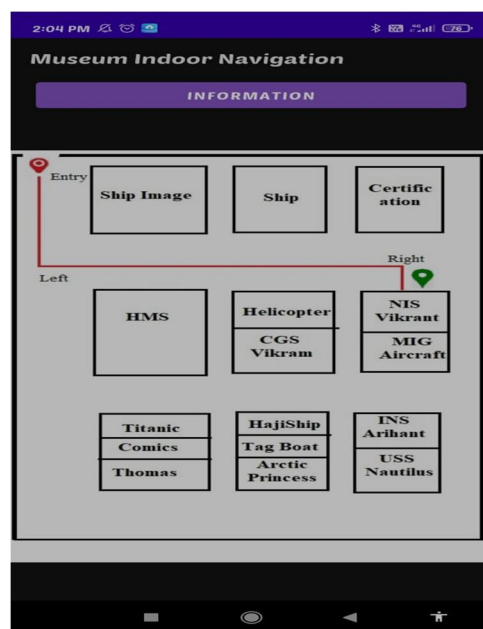 2:04 PM
76
Museum Indoor Navigation
INFORMATION
Entry
Ship Image
Ship
Certific
ation
Right
Left
HMS
Helicopter
CGS
Vikram
NIS
Vikrant
MIG
Aircraft
Titanic
Comics
Thomas
HajiShip
Tag Boat
Arctic
Princess
INS
Arihant
USS
Nautilus